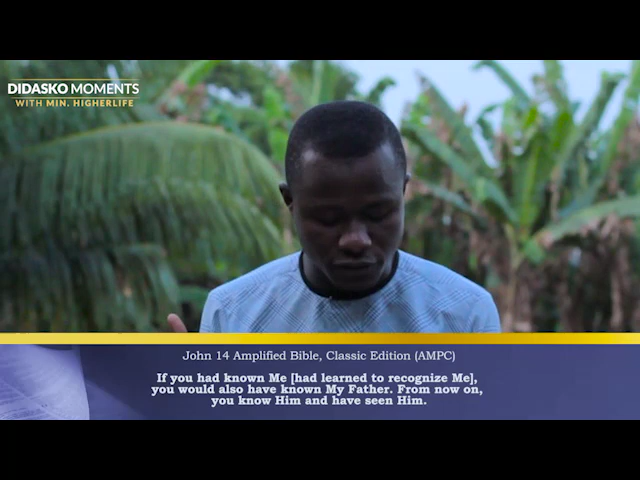 DIDASKO MOMENTS
WITH MIN. HIGHERLIFE
John 14 Amplified Bible, Classic Edition (AMPC)
If you had known Me [had learned to recognize Me],
you would also have known My Father. From now on,
you know Him and have seen Him.